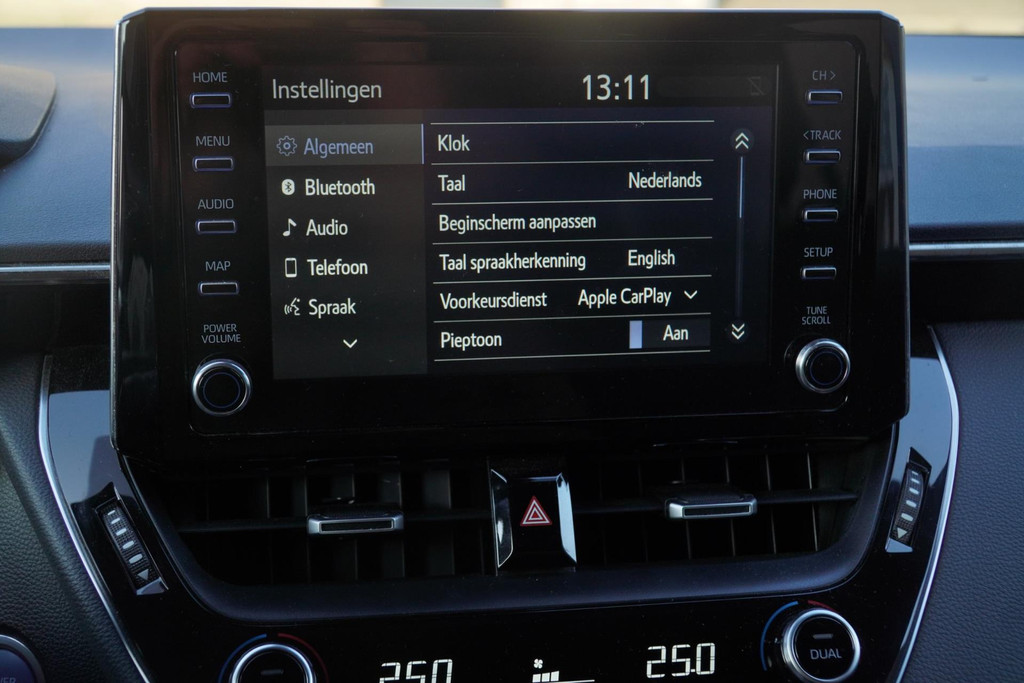 HOME
MENU
AUDIO
MAP
POWER
VOLUME
Instellingen
13:11
Algemeen
Bluetooth
Audio
Telefoon
Spraak
Klok
Taal Nederlands
Beginscherm aanpassen
Taal spraakherkenning English
Voorkeursdienst Apple CarPlay
Pieptoon Aan
CH >
< TRACK
PHONE
SETUP
TUNE
SCROLL
25.0
25.0
DUAL